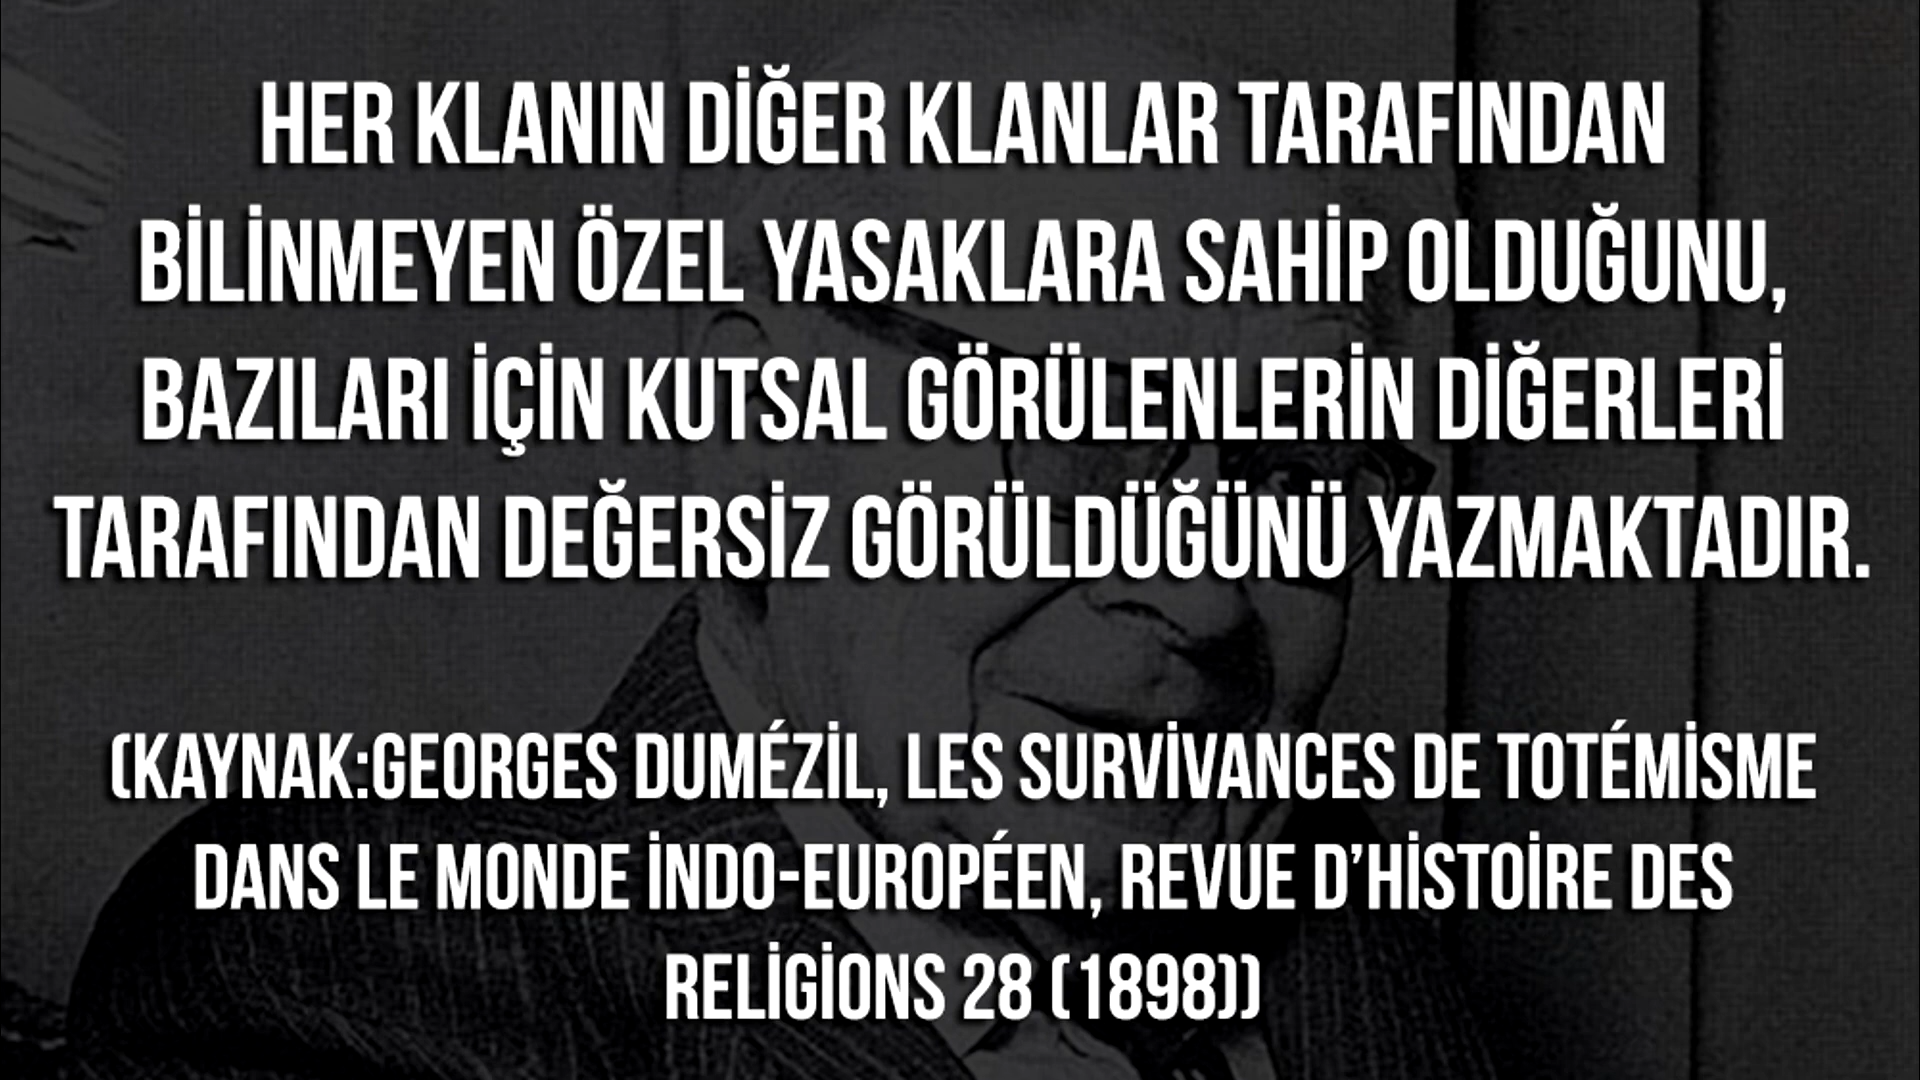 HER KLANIN DİĞER KLANLAR TARAFINDAN
BİLİNMEYEN ÖZEL YASAKLARA SAHİP OLDUĞUNU,
BAZILARI İÇİN KUTSAL GÖRÜLENLERİN DİĞERLERİ
TARAFINDAN DEĞERSİZ GÖRÜLDÜĞÜNÜ YAZMAKTADIR.
(KAYNAK:GEORGES DUMÉZİL, LES SURVİVANCES DE TOTÉMİSME
DANS LE MONDE İNDO-EUROPÉEN, REVUE D’HİSTOİRE DES
RELİGİONS 28 (1898))